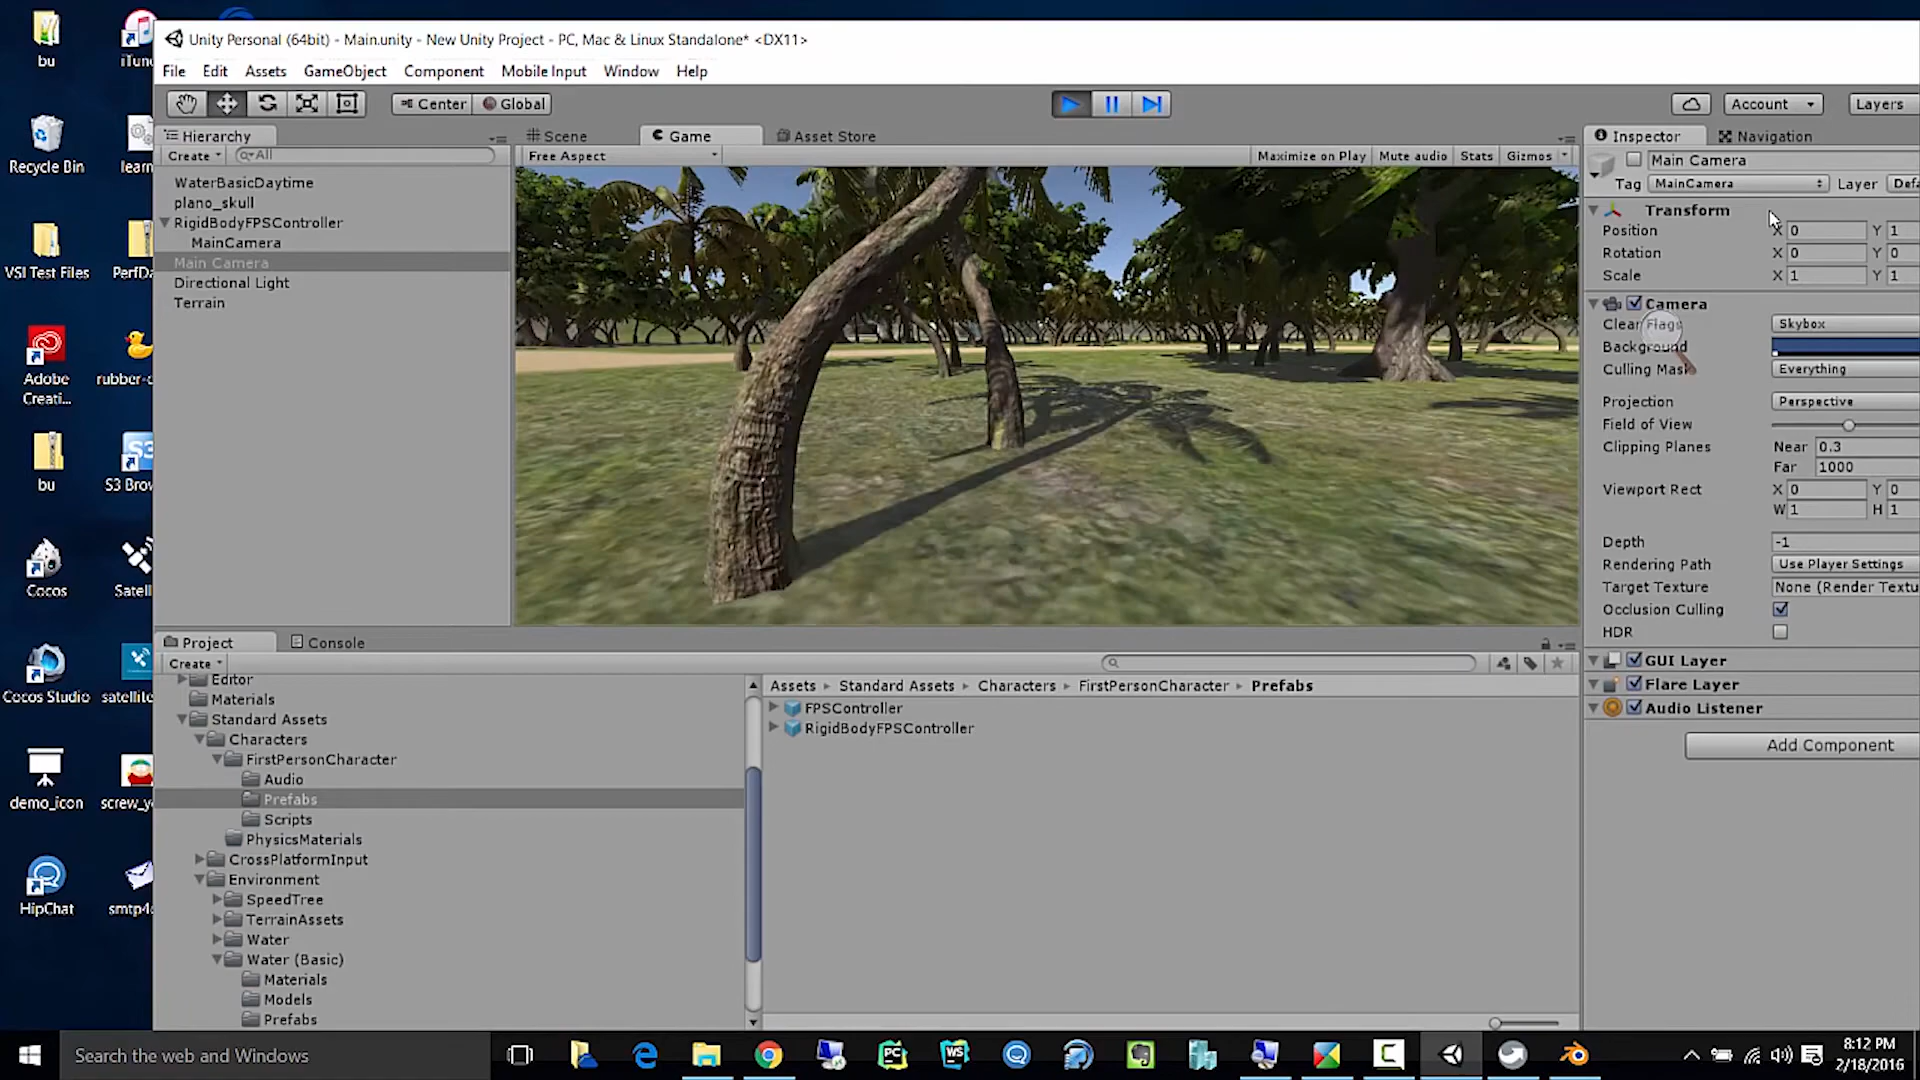 bu
iTun
Recycle Bin
learn
VSI Test Files
PerfDa
Adobe
Creati...
rubber-c
bu
S3 Brow
Cocos
Satell
Cocos Studio
satellite
demo_icon
screw_y
HipChat
smtp4
Unity Personal (64bit) - Main.unity - New Unity Project - PC, Mac & Linux Standalone* <DX11>
File Edit Assets GameObject Component Mobile Input Window Help
Center Global
Account Layers
Hierarchy
Create All
WaterBasicDaytime
plano_skull
RigidBodyFPSController
MainCamera
Main Camera
Directional Light
Terrain
Scene Game Asset Store
Free Aspect Maximize on Play Mute audio Stats Gizmos
Inspector Navigation
Main Camera
Tag MainCamera Layer Defa
Transform
Position X 0 Y 1
Rotation X 0 Y 0
Scale X 1 Y 1
Camera
Clear Flags Skybox
Background
Culling Mask Everything
Projection Perspective
Field of View
Clipping Planes Near 0.3
Far 1000
Viewport Rect X 0 Y 0
W 1 H 1
Depth -1
Rendering Path Use Player Settings
Target Texture None (Render Textu
Occlusion Culling
HDR
GUI Layer
Flare Layer
Audio Listener
Add Component
Project Console
Create
Editor
Materials
Standard Assets
Characters
FirstPersonCharacter
Audio
Prefabs
Scripts
PhysicsMaterials
CrossPlatformInput
Environment
SpeedTree
TerrainAssets
Water
Water (Basic)
Materials
Models
Prefabs
Assets Standard Assets Characters FirstPersonCharacter Prefabs
FPSController
RigidBodyFPSController
Search the web and Windows
PC
WS
8:12 PM
2/18/2016